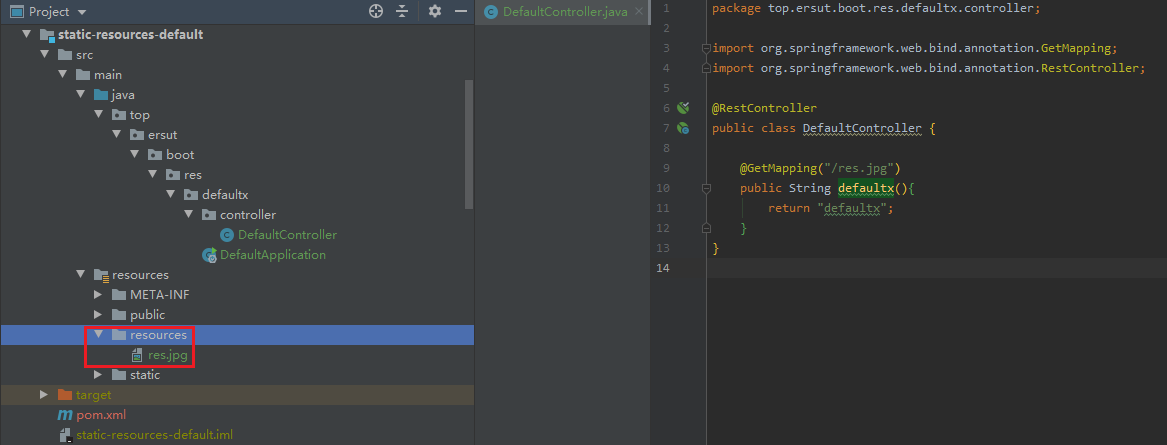 Project
static-resources-default
src
main
java
top
ersut
boot
res
defaultx
controller
DefaultController
DefaultApplication
resources
META-INF
public
resources
res.jpg
static
target
pom.xml
static-resources-default.iml
DefaultController.java
1 package top.ersut.boot.res.defaultx.controller;
2
3 import org.springframework.web.bind.annotation.GetMapping;
4 import org.springframework.web.bind.annotation.RestController;
5
6 @RestController
7 public class DefaultController {
8
9 @GetMapping("/res.jpg")
10 public String defaultx(){
11 return "defaultx";
12 }
13 }
14